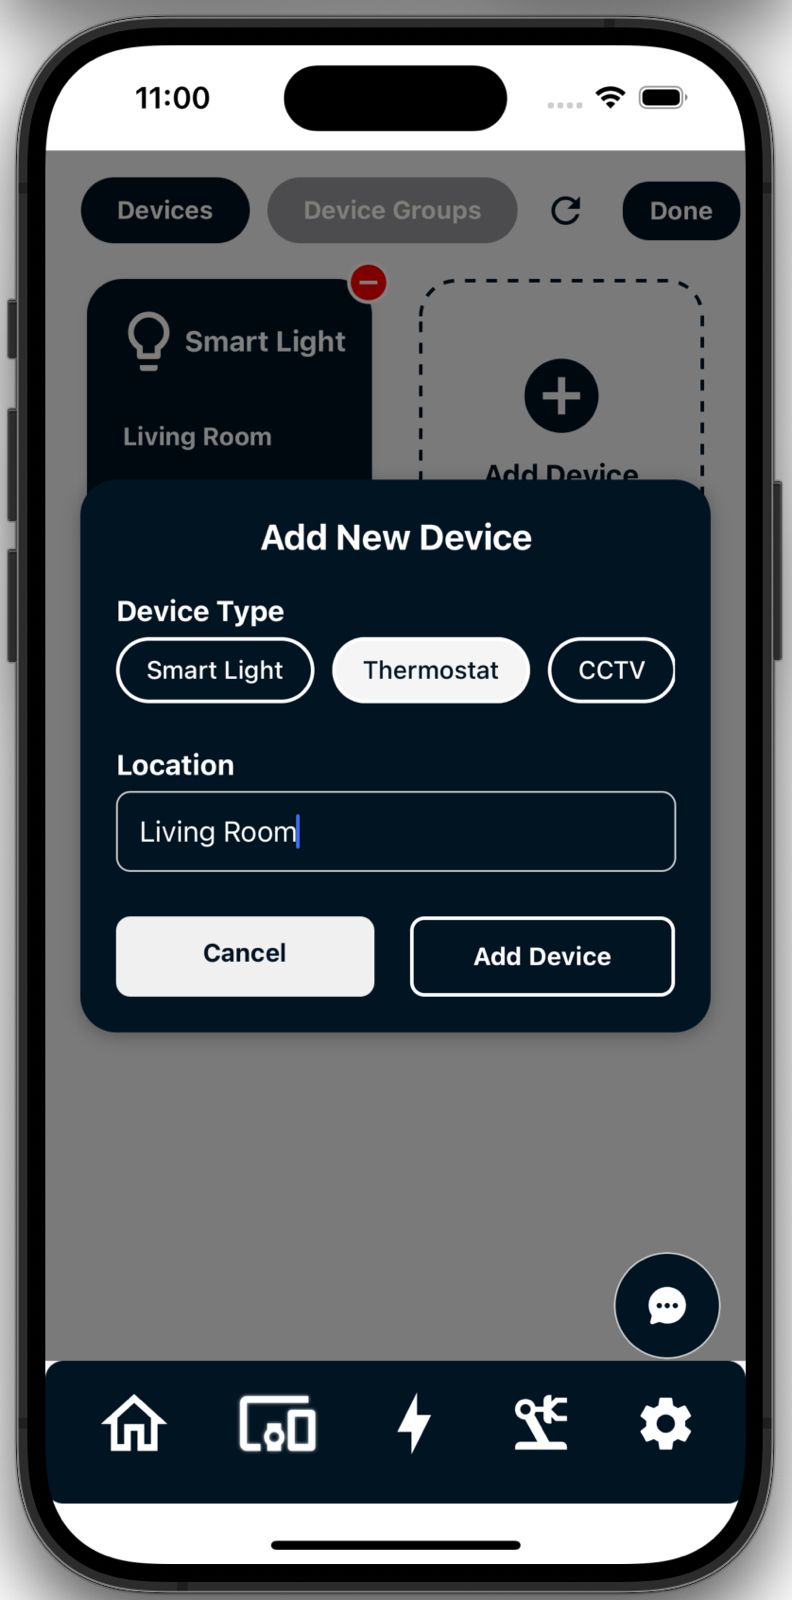 11:00
Devices Device Groups Done
Smart Light
Living Room
Add Device
Add New Device
Device Type
Smart Light Thermostat CCTV
Location
Living Room
Cancel Add Device